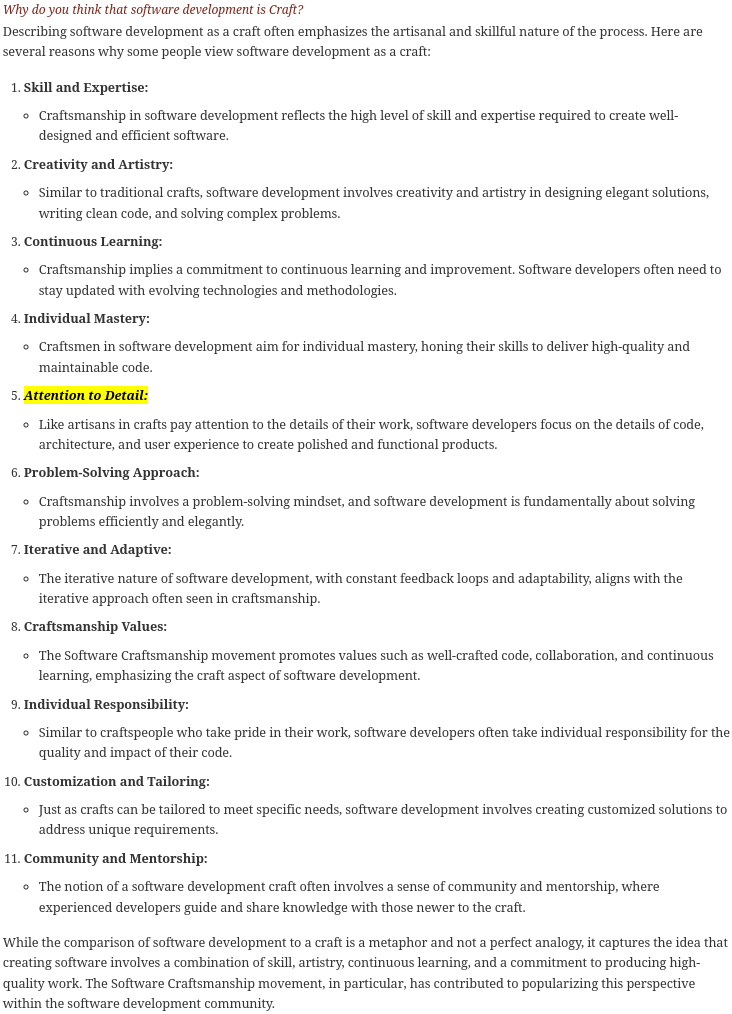 Why do you think that software development is Craft?
Describing software development as a craft often emphasizes the artisanal and skillful nature of the process. Here are
several reasons why some people view software development as a craft:
1. Skill and Expertise:
◦ Craftsmanship in software development reflects the high level of skill and expertise required to create well-
designed and efficient software.
2. Creativity and Artistry:
◦ Similar to traditional crafts, software development involves creativity and artistry in designing elegant solutions,
writing clean code, and solving complex problems.
3. Continuous Learning:
◦ Craftsmanship implies a commitment to continuous learning and improvement. Software developers often need to
stay updated with evolving technologies and methodologies.
4. Individual Mastery:
◦ Craftsmen in software development aim for individual mastery, honing their skills to deliver high-quality and
maintainable code.
5. Attention to Detail:
◦ Like artisans in crafts pay attention to the details of their work, software developers focus on the details of code,
architecture, and user experience to create polished and functional products.
6. Problem-Solving Approach:
◦ Craftsmanship involves a problem-solving mindset, and software development is fundamentally about solving
problems efficiently and elegantly.
7. Iterative and Adaptive:
◦ The iterative nature of software development, with constant feedback loops and adaptability, aligns with the
iterative approach often seen in craftsmanship.
8. Craftsmanship Values:
◦ The Software Craftsmanship movement promotes values such as well-crafted code, collaboration, and continuous
learning, emphasizing the craft aspect of software development.
9. Individual Responsibility:
◦ Similar to craftspeople who take pride in their work, software developers often take individual responsibility for the
quality and impact of their code.
10. Customization and Tailoring:
◦ Just as crafts can be tailored to meet specific needs, software development involves creating customized solutions to
address unique requirements.
11. Community and Mentorship:
◦ The notion of a software development craft often involves a sense of community and mentorship, where
experienced developers guide and share knowledge with those newer to the craft.
While the comparison of software development to a craft is a metaphor and not a perfect analogy, it captures the idea that
creating software involves a combination of skill, artistry, continuous learning, and a commitment to producing high-
quality work. The Software Craftsmanship movement, in particular, has contributed to popularizing this perspective
within the software development community.